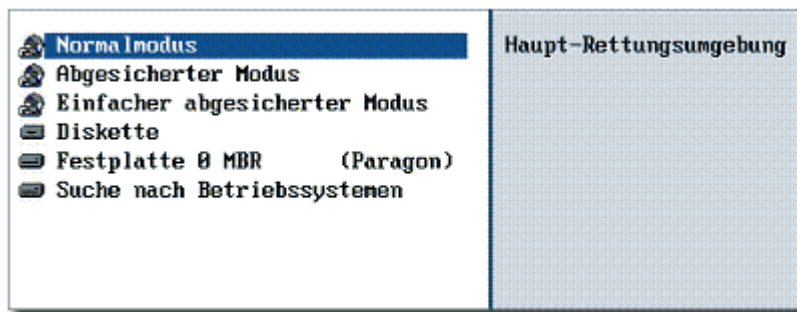 Normalmodus
Abgesicherter Modus
Einfacher abgesicherter Modus
Diskette
Festplatte 0 MBR (Paragon)
Suche nach Betriebssystemen
Haupt-Rettungsumgebung